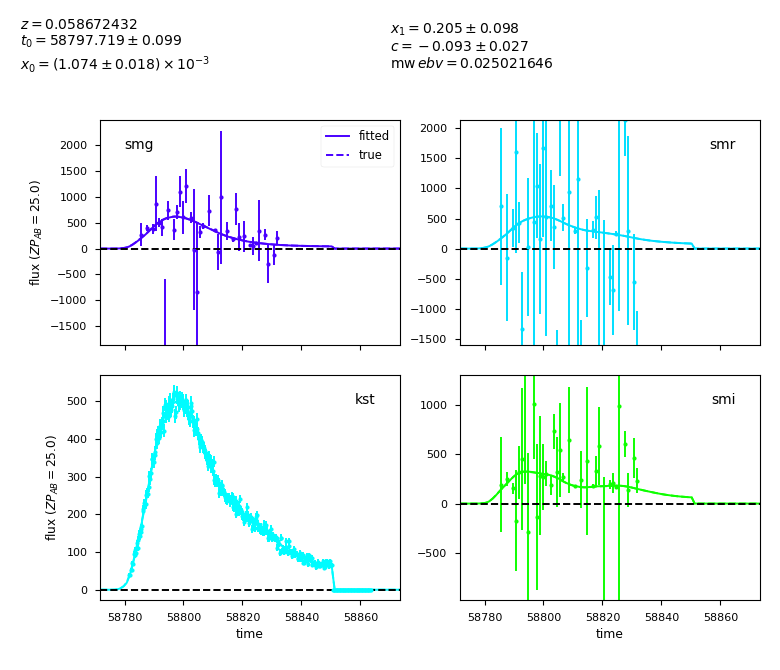 z = 0.058672432
t₀ = 58797.719 ± 0.099
x₀ = (1.074 ± 0.018) × 10⁻³
x₁ = 0.205 ± 0.098
c = −0.093 ± 0.027
mw ebv = 0.025021646
smg
fitted
true
2000
1500
1000
500
0
−500
−1000
−1500
flux (ZP_AB = 25.0)
smr
2000
1500
1000
500
0
−500
−1000
−1500
kst
500
400
300
200
100
0
flux (ZP_AB = 25.0)
58780 58800 58820 58840 58860
time
smi
1000
500
0
−500
58780 58800 58820 58840 58860
time